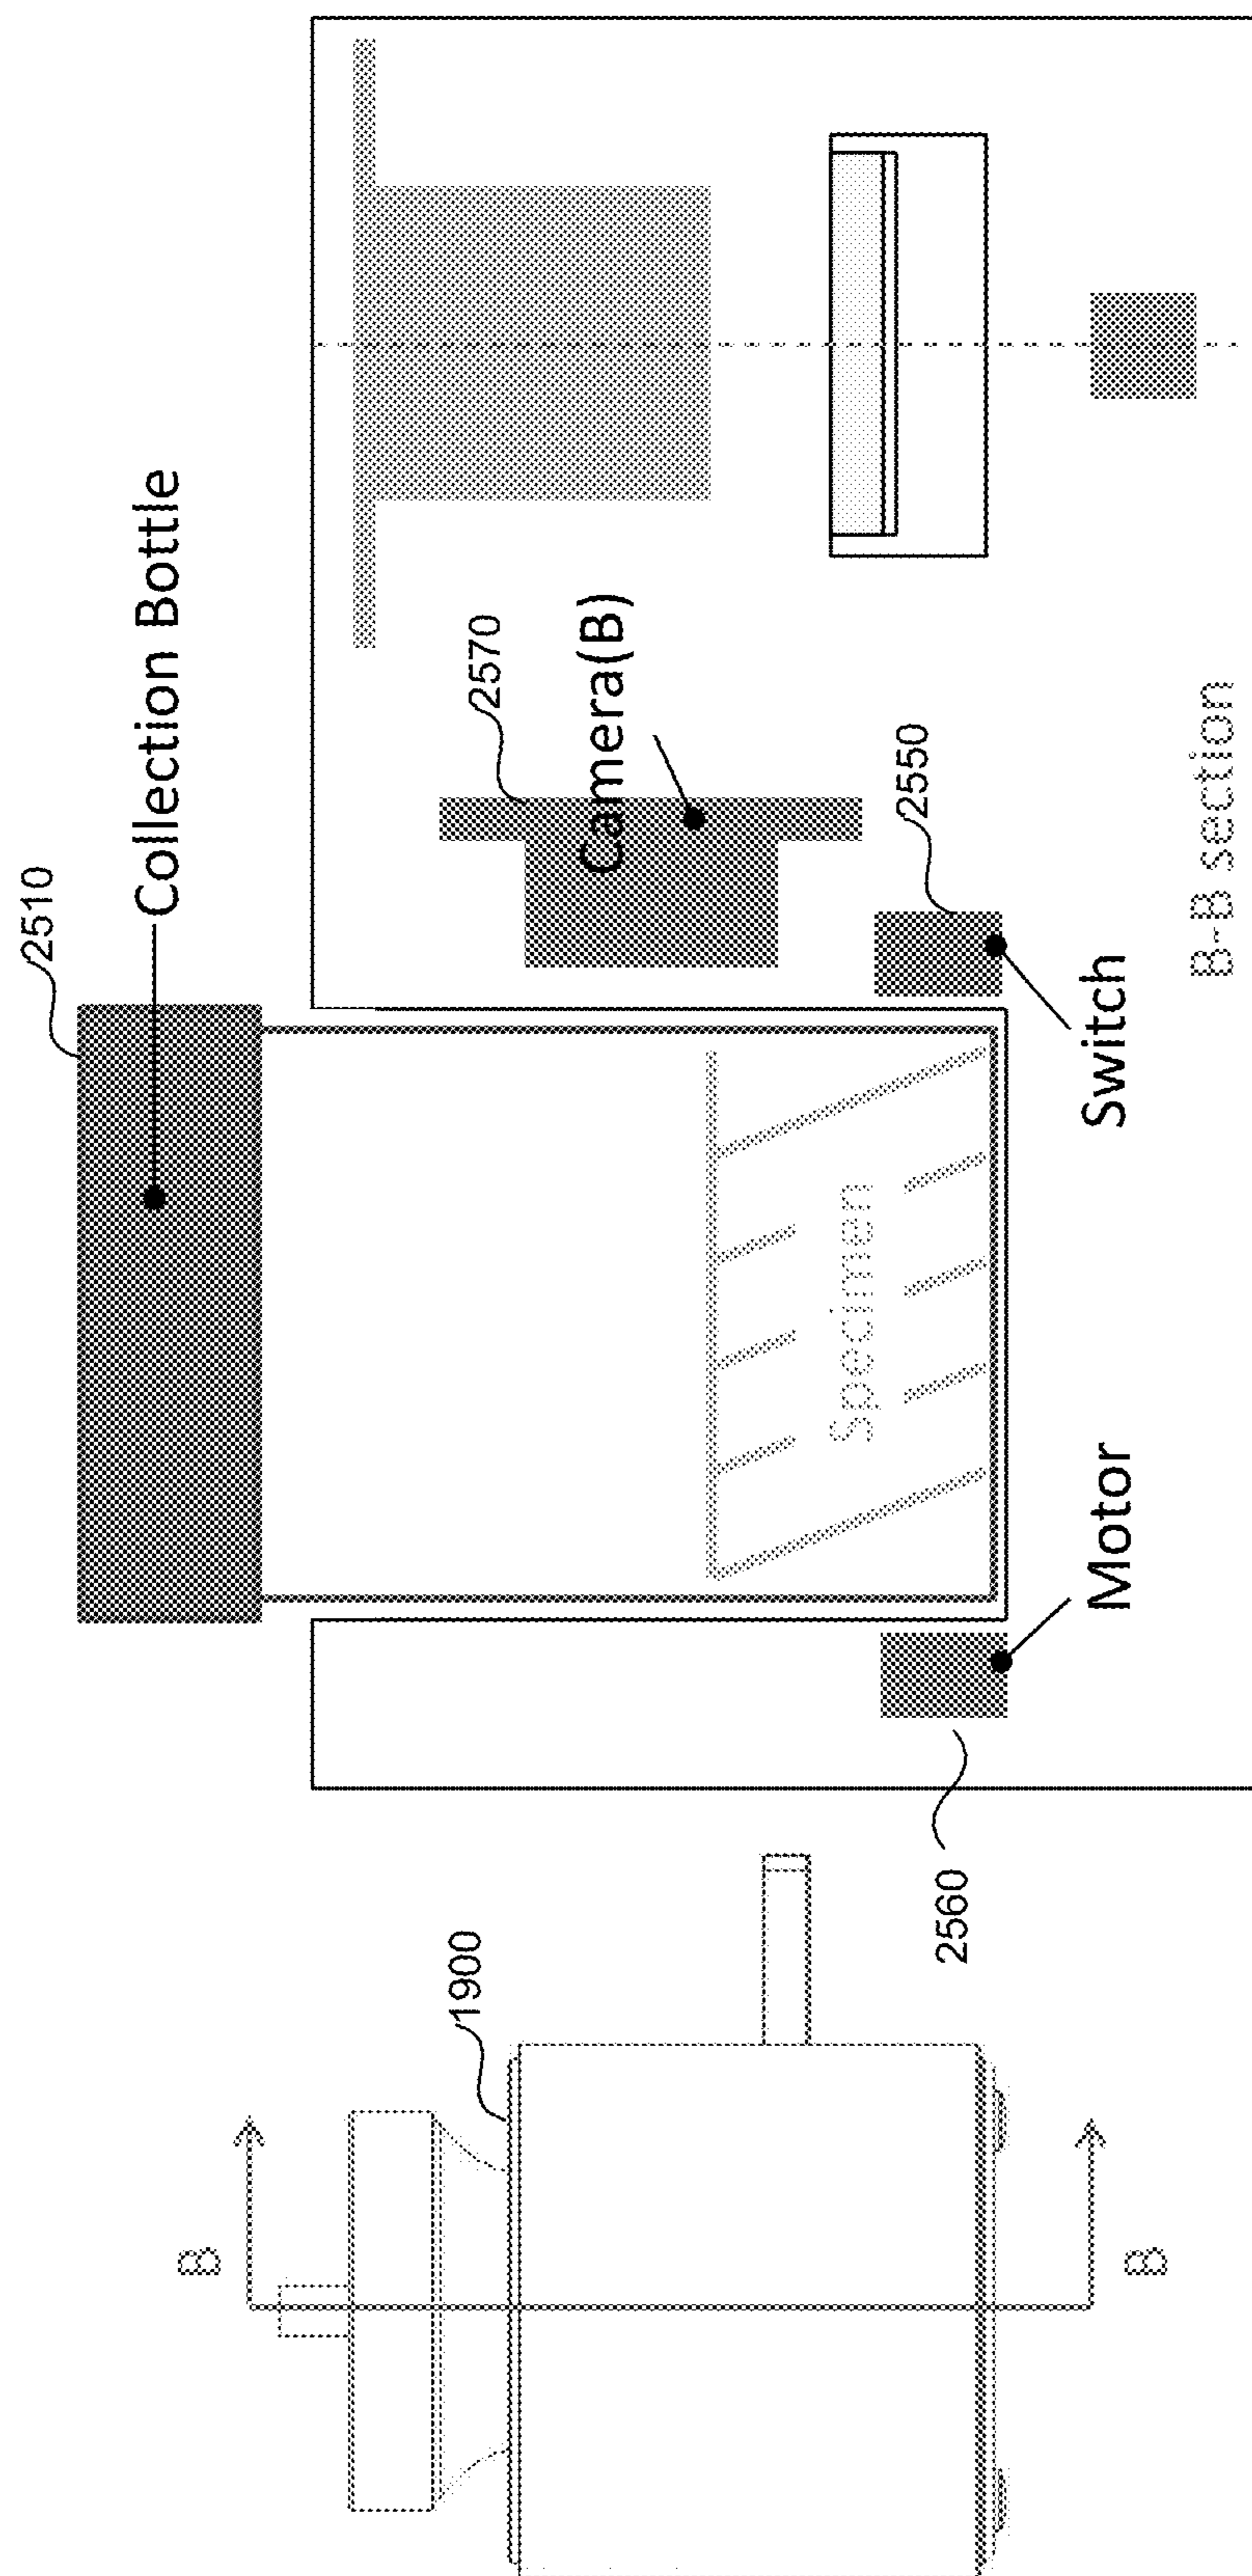 B
B
1900
2560
Motor
2510
Collection Bottle
Specimen
2570
Camera(B)
2550
Switch
B-B section